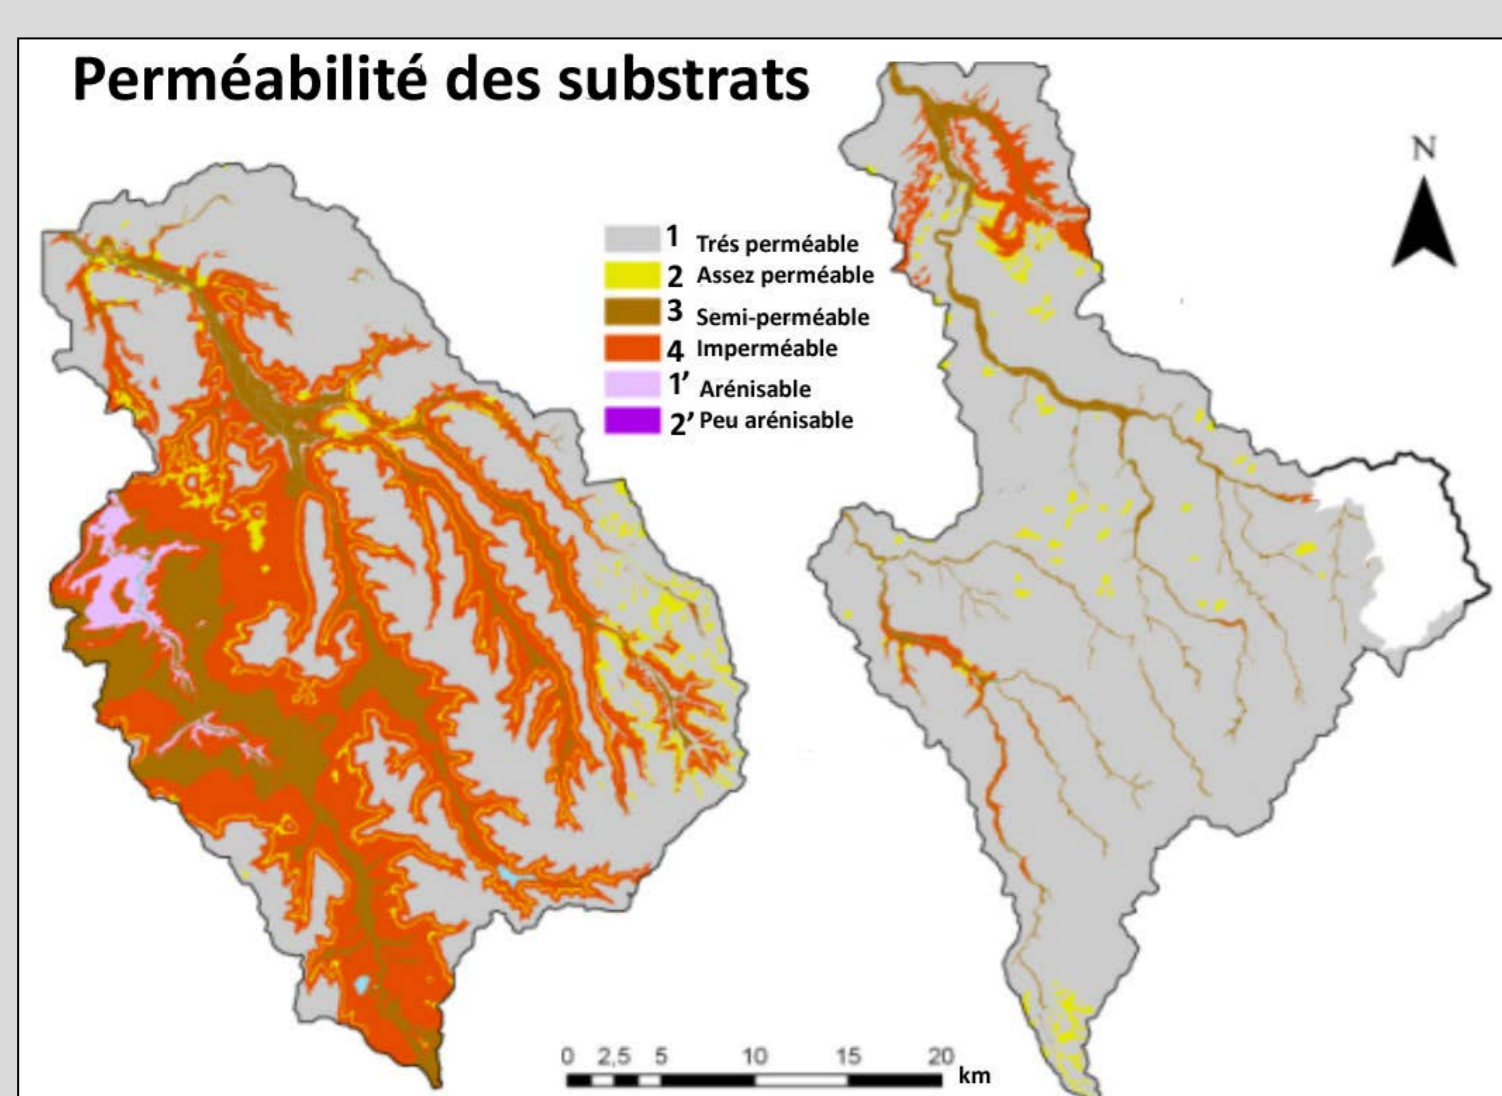 Perméabilité des substrats
N
1 Trés perméable
2 Assez perméable
3 Semi-perméable
4 Imperméable
1’ Arénisable
2’ Peu arénisable
0 2,5 5 10 15 20 km